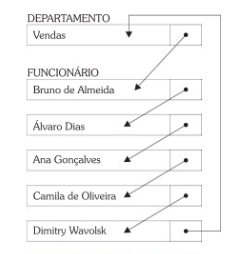 DEPARTAMENTO
Vendas
FUNCIONÁRIO
Bruno de Almeida
Álvaro Dias
Ana Gonçalves
Camila de Oliveira
Dimitry Wavolsk